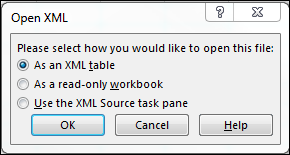 Open XML
Please select how you would like to open this file:
As an XML table
As a read-only workbook
Use the XML Source task pane
OK Cancel Help